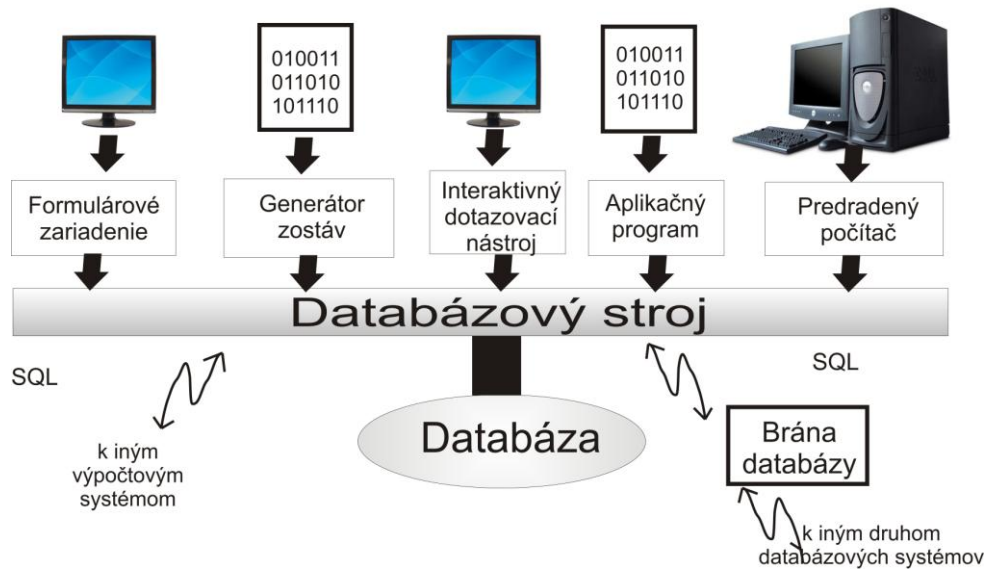 010011
011010
101110
010011
011010
101110
Formulárové
zariadenie
Generátor
zostáv
Interaktivný
dotazovací
nástroj
Aplikačný
program
Predradený
počítač
Databázový stroj
SQL
SQL
k iným
výpočtovým
systémom
Databáza
Brána
databázy
k iným druhom
databázových systémov